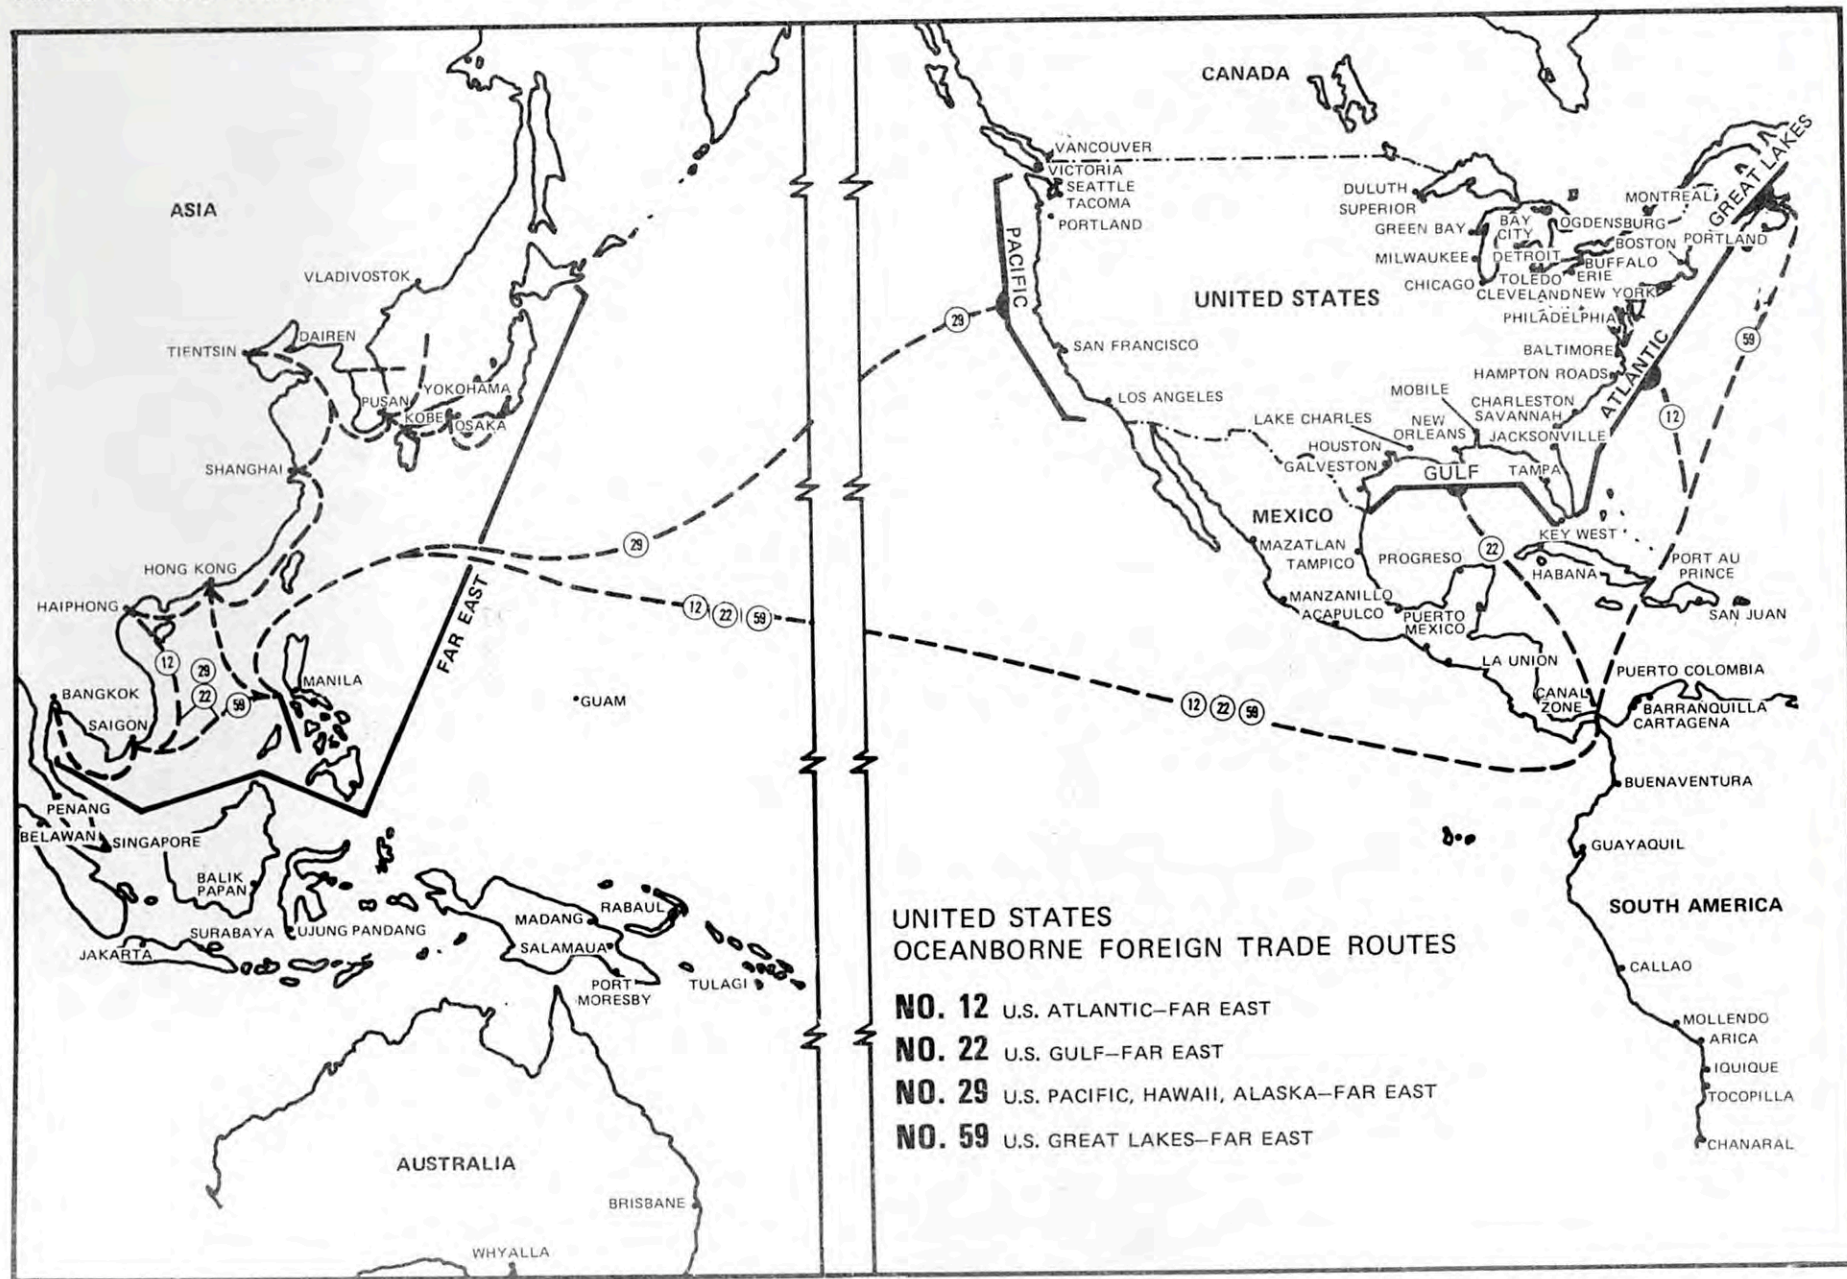 CANADA
VANCOUVER
VICTORIA
SEATTLE
TACOMA
PORTLAND
PACIFIC
GREAT LAKES
ATLANTIC
DULUTH
SUPERIOR
GREEN BAY
MILWAUKEE
CHICAGO
BAY
CITY
DETROIT
TOLEDO
CLEVELAND
OGDENSBURG
MONTREAL
BOSTON
PORTLAND
BUFFALO
ERIE
NEW YORK
PHILADELPHIA
BALTIMORE
HAMPTON ROADS
UNITED STATES
SAN FRANCISCO
LOS ANGELES
29
59
12
MOBILE
CHARLESTON
SAVANNAH
LAKE CHARLES
NEW
ORLEANS
JACKSONVILLE
HOUSTON
GALVESTON
GULF
TAMPA
KEY WEST
22
MEXICO
MAZATLAN
TAMPICO
PROGRESO
HABANA
PORT AU
PRINCE
SAN JUAN
MANZANILLO
ACAPULCO
PUERTO
MEXICO
LA UNION
CANAL
ZONE
PUERTO COLOMBIA
BARRANQUILLA
CARTAGENA
12 22 59
BUENAVENTURA
GUAYAQUIL
SOUTH AMERICA
CALLAO
MOLLENDO
ARICA
IQUIQUE
TOCOPILLA
CHANARAL
ASIA
VLADIVOSTOK
DAIREN
TIENTSIN
YOKOHAMA
PUSAN
KOBE
OSAKA
SHANGHAI
HONG KONG
HAIPHONG
29
12 22 59
FAR EAST
12
29
22
59
MANILA
GUAM
BANGKOK
SAIGON
PENANG
BELAWAN
SINGAPORE
BALIK
PAPAN
SURABAYA
UJUNG PANDANG
JAKARTA
MADANG
RABAUL
SALAMAUA
PORT
MORESBY
TULAGI
AUSTRALIA
BRISBANE
WHYALLA
UNITED STATES
OCEANBORNE FOREIGN TRADE ROUTES
NO. 12 U.S. ATLANTIC–FAR EAST
NO. 22 U.S. GULF–FAR EAST
NO. 29 U.S. PACIFIC, HAWAII, ALASKA–FAR EAST
NO. 59 U.S. GREAT LAKES–FAR EAST